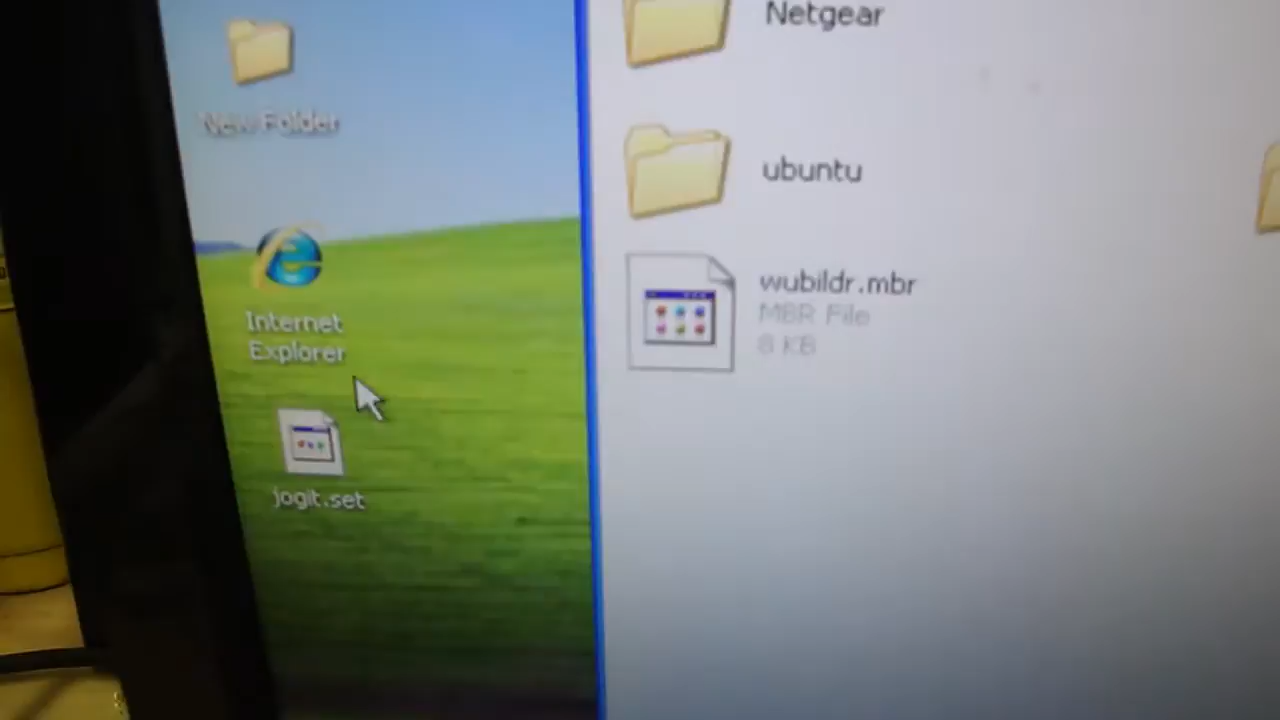 New Folder
Internet
Explorer
jogit.set
Netgear
ubuntu
wubildr.mbr
MBR File
8 KB